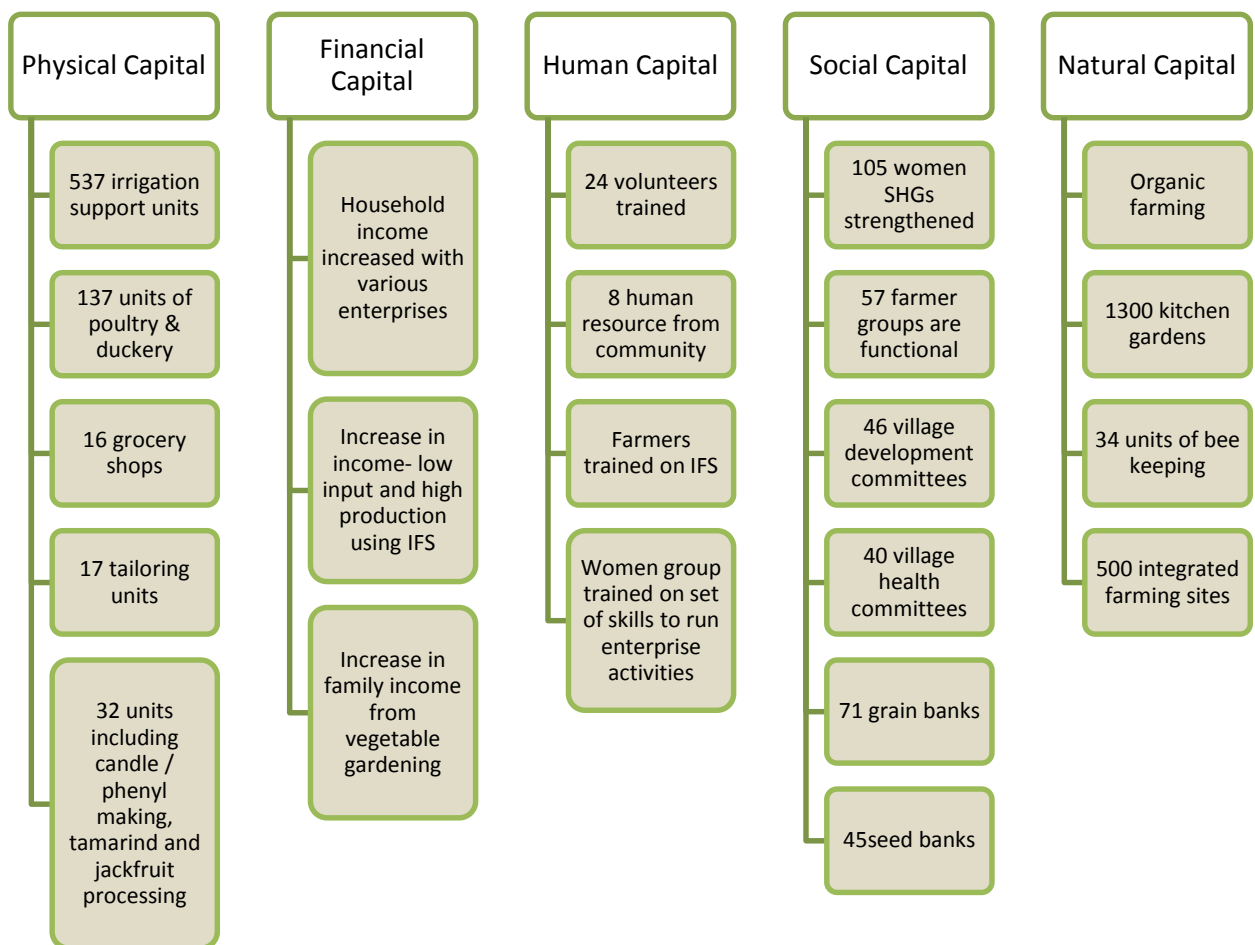 Physical Capital
537 irrigation
support units
137 units of
poultry &
duckery
16 grocery
shops
17 tailoring
units
32 units
including
candle /
phenyl
making,
tamarind and
jackfruit
processing
Financial
Capital
Household
income
increased with
various
enterprises
Increase in
income- low
input and high
production
using IFS
Increase in
family income
from
vegetable
gardening
Human Capital
24 volunteers
trained
8 human
resource from
community
Farmers
trained on IFS
Women group
trained on set
of skills to run
enterprise
activities
Social Capital
105 women
SHGs
strengthened
57 farmer
groups are
functional
46 village
development
committees
40 village
health
committees
71 grain banks
45seed banks
Natural Capital
Organic
farming
1300 kitchen
gardens
34 units of bee
keeping
500 integrated
farming sites